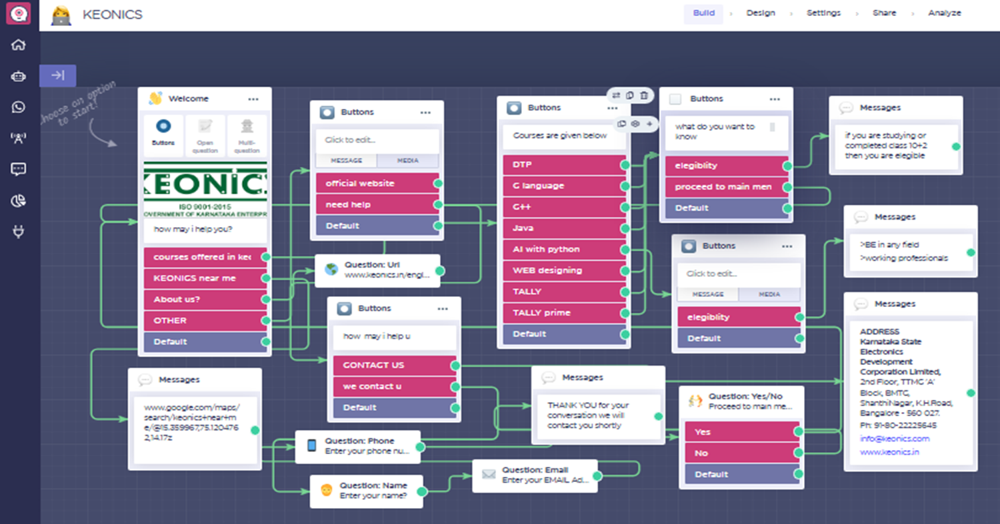 KEONICS
Build
Design
Settings
Share
Analyze
choose an option
to start!
Welcome
Buttons
Open
question
Multi-
question
KEONICS
ISO 9001-2015
OVERNMENT OF KARNATAKA ENTERPR
how may i help you?
courses offered in keo
KEONICS near me
About us?
OTHER
Default
Messages
www.google.com/maps/
search/keonics+near+m
e/@15.359967,75.120476
2,14.17z
Buttons
Click to edit...
MESSAGE
MEDIA
official website
need help
Default
Question: Url
www.keonics.in/engl...
Buttons
how may i help u
CONTACT US
we contact u
Default
Question: Phone
Enter your phone nu...
Question: Name
Enter your name?
Question: Email
Enter your EMAIL Ad...
Buttons
Courses are given below
DTP
C language
C++
Java
AI with python
WEB designing
TALLY
TALLY prime
Default
Messages
THANK YOU for your
conversation we will
contact you shortly
Buttons
what do you want to
know
elegiblity
proceed to main men
Default
Buttons
Click to edit...
MESSAGE
MEDIA
elegiblity
Default
Question: Yes/No
Proceed to main me...
Yes
No
Default
Messages
if you are studying or
completed class 10+2
then you are elegible
Messages
>BE in any field
>working professionals
Messages
ADDRESS
Karnataka State
Electronics
Development
Corporation Limited,
2nd Floor, TTMC 'A'
Block, BMTC,
ShanthiNagar, K.H.Road,
Bangalore - 560 027.
Ph: 91-80-22225645
info@keonics.com
www.keonics.in